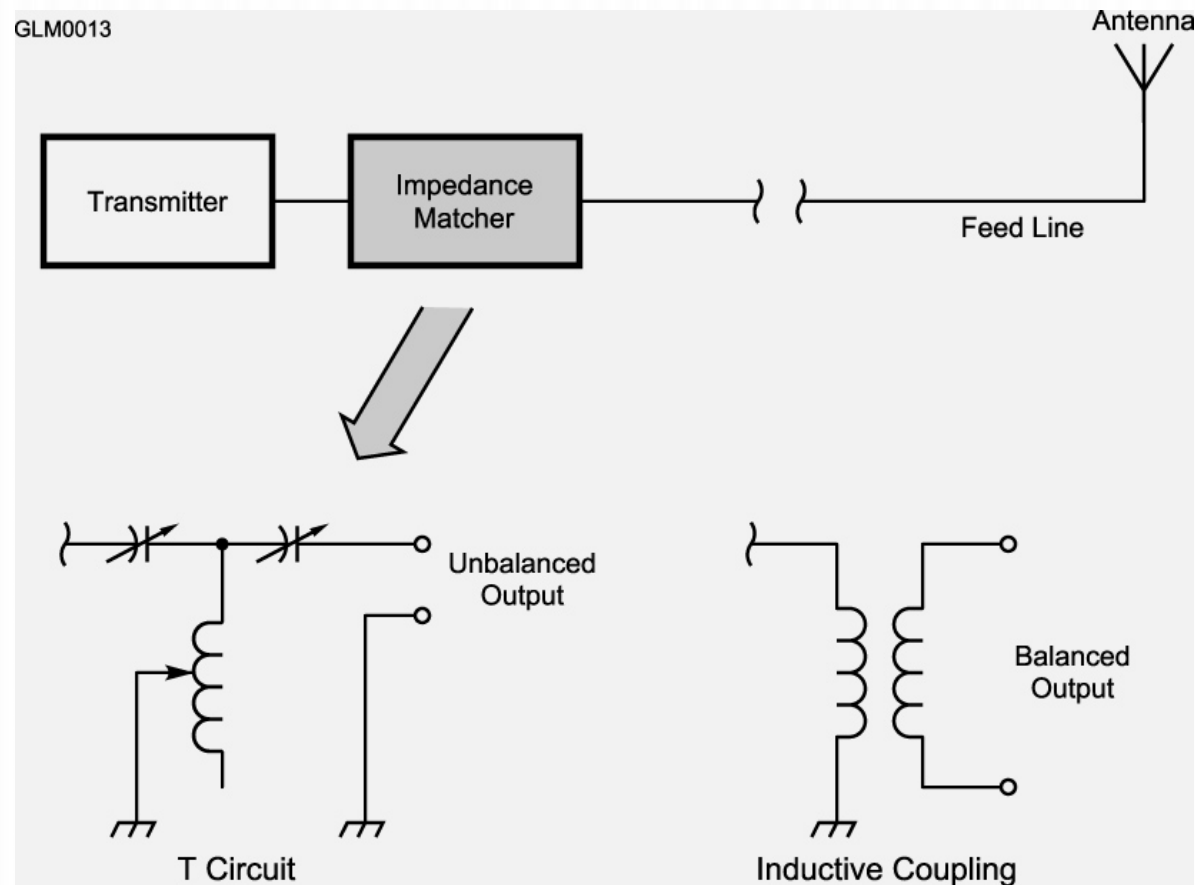 GLM0013
Antenna
Transmitter
Impedance
Matcher
Feed Line
Unbalanced
Output
Balanced
Output
T Circuit
Inductive Coupling